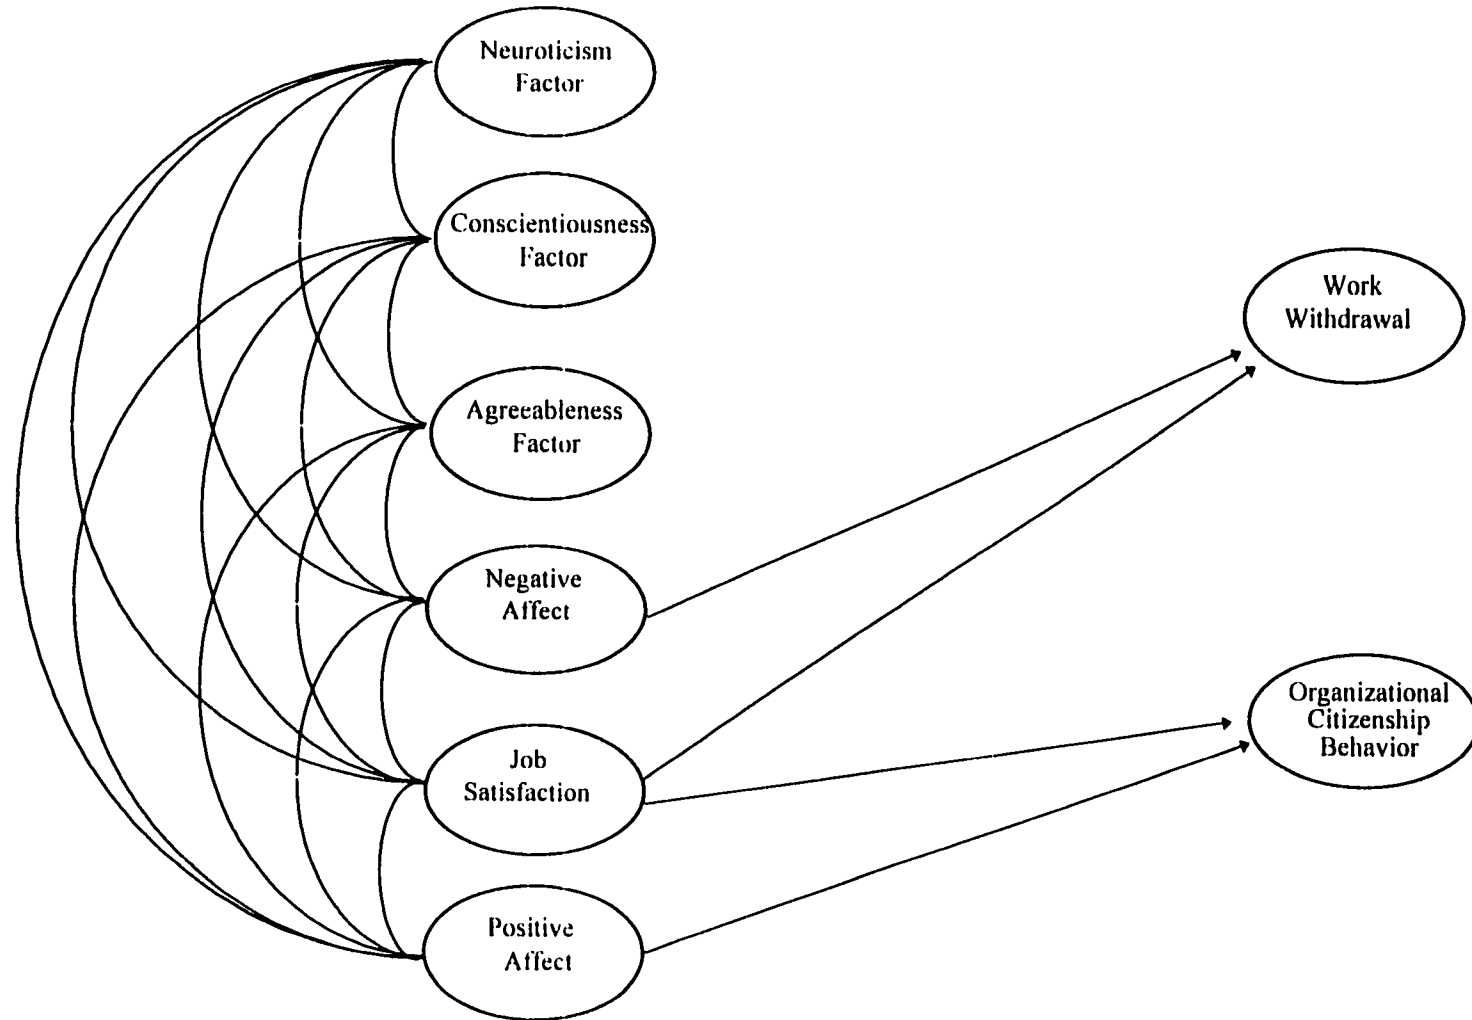 Neuroticism
Factor
Conscientiousness
Factor
Agreeableness
Factor
Negative
Affect
Job
Satisfaction
Positive
Affect
Work
Withdrawal
Organizational
Citizenship
Behavior